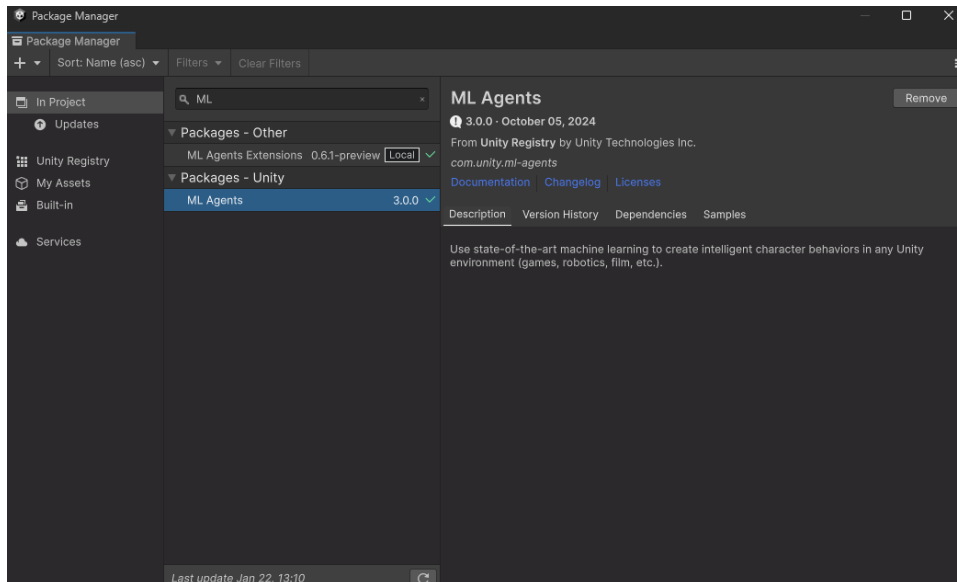 Package Manager
Package Manager
Sort: Name (asc) Filters Clear Filters
In Project
Updates
Unity Registry
My Assets
Built-in
Services
ML
Packages - Other
ML Agents Extensions 0.6.1-preview Local
Packages - Unity
ML Agents 3.0.0
Last update Jan 22, 13:10
ML Agents
Remove
3.0.0 · October 05, 2024
From Unity Registry by Unity Technologies Inc.
com.unity.ml-agents
Documentation Changelog Licenses
Description Version History Dependencies Samples
Use state-of-the-art machine learning to create intelligent character behaviors in any Unity
environment (games, robotics, film, etc.).